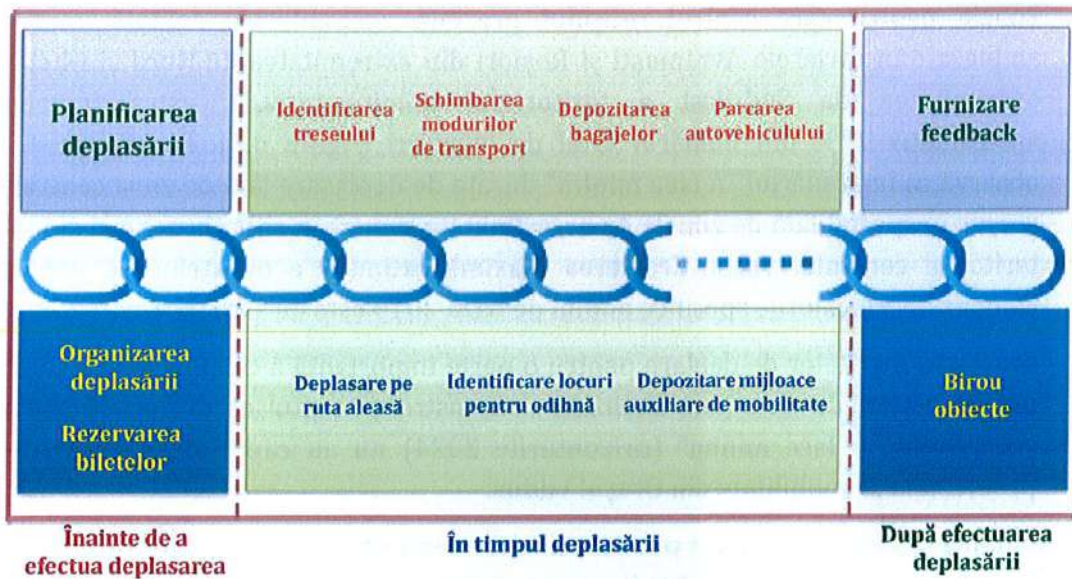 Planificarea
deplasării
Identificarea
treseului
Schimbarea
modurilor
de transport
Depozitarea
bagajelor
Parcarea
autovehiculului
Furnizare
feedback
Organizarea
deplasării
Rezervarea
biletelor
Deplasare pe
ruta aleasă
Identificare locuri
pentru odihnă
Depozitare mijloace
auxiliare de mobilitate
Birou
obiecte
Înainte de a
efectua deplasarea
În timpul deplasării
După efectuarea
deplasării